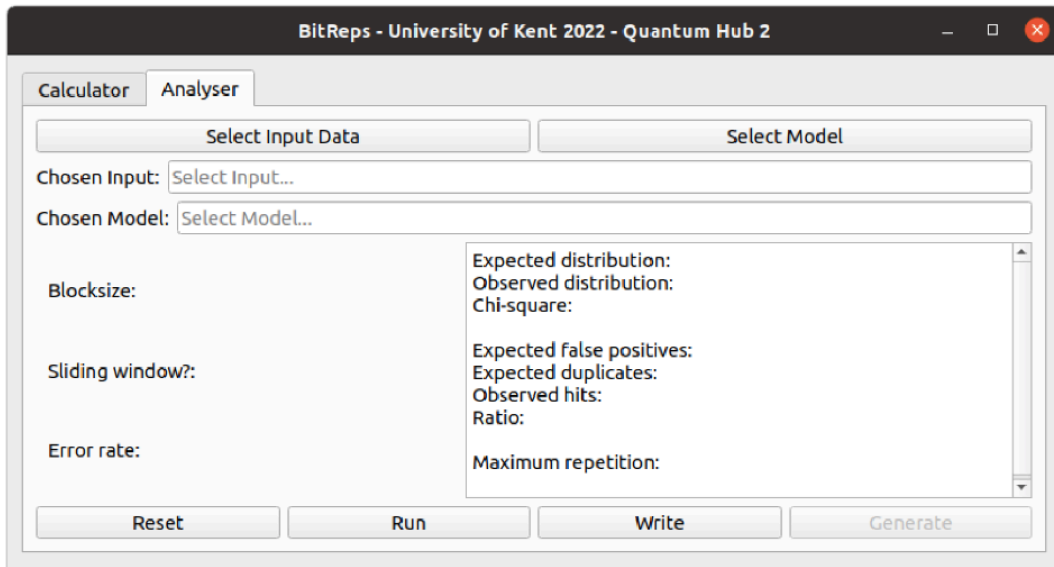 BitReps - University of Kent 2022 - Quantum Hub 2
Calculator Analyser
Select Input Data Select Model
Chosen Input: Select Input...
Chosen Model: Select Model...
Blocksize:
Sliding window?:
Error rate:
Expected distribution:
Observed distribution:
Chi-square:
Expected false positives:
Expected duplicates:
Observed hits:
Ratio:
Maximum repetition:
Reset Run Write Generate